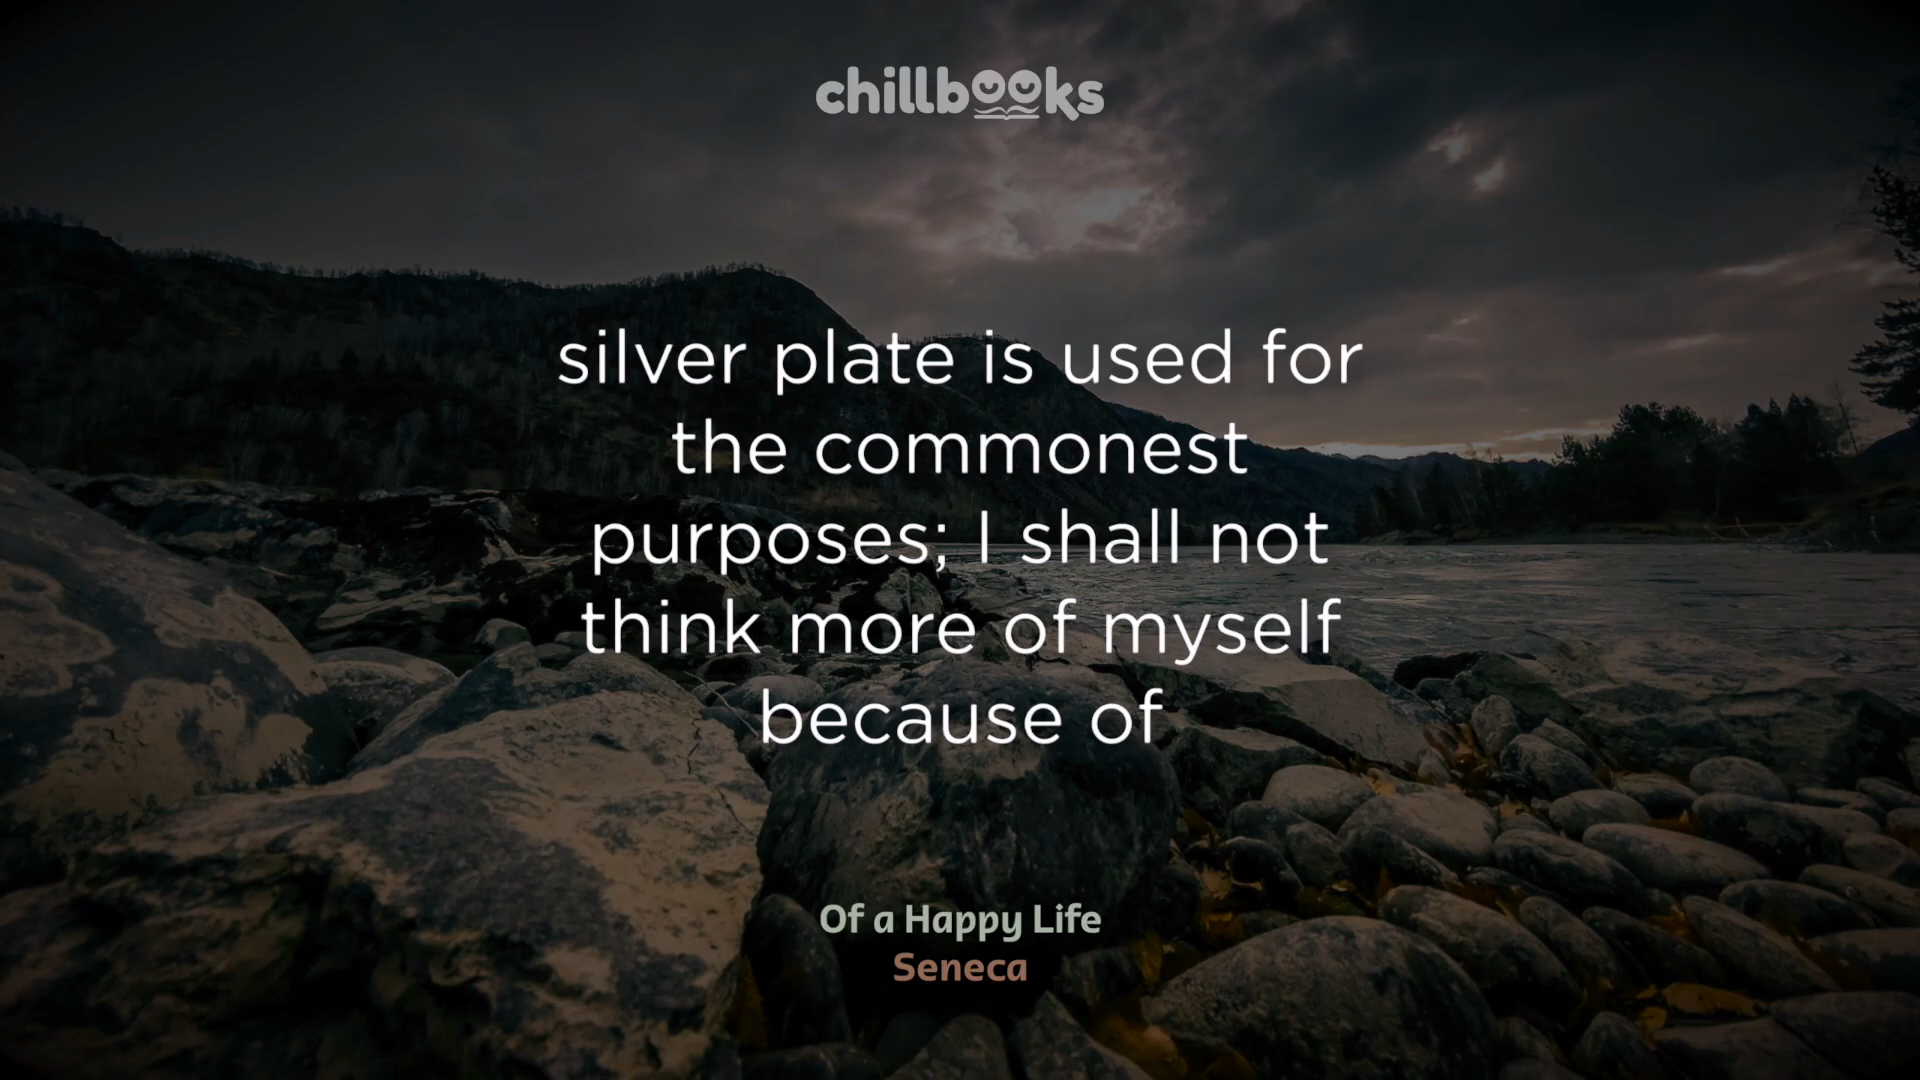 chillbooks
silver plate is used for
the commonest
purposes; I shall not
think more of myself
because of
Of a Happy Life
Seneca